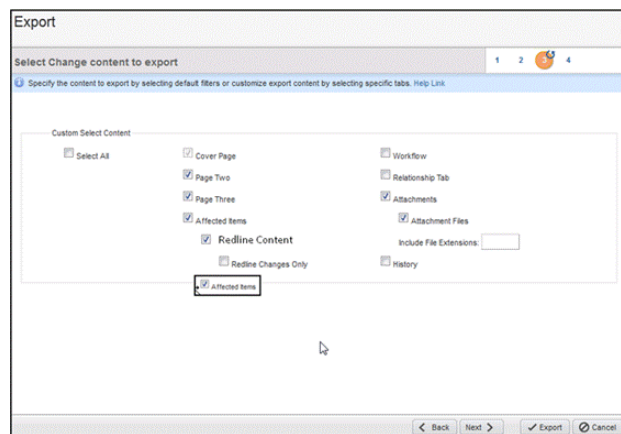 Export
Select Change content to export
1 2 3 4
Specify the content to export by selecting default filters or customize export content by selecting specific tabs. Help Link
Custom Select Content
Select All
Cover Page
Workflow
Page Two
Relationship Tab
Page Three
Attachments
Affected Items
Attachment Files
Redline Content
Include File Extensions:
Redline Changes Only
History
Affected Items
Back Next Export Cancel